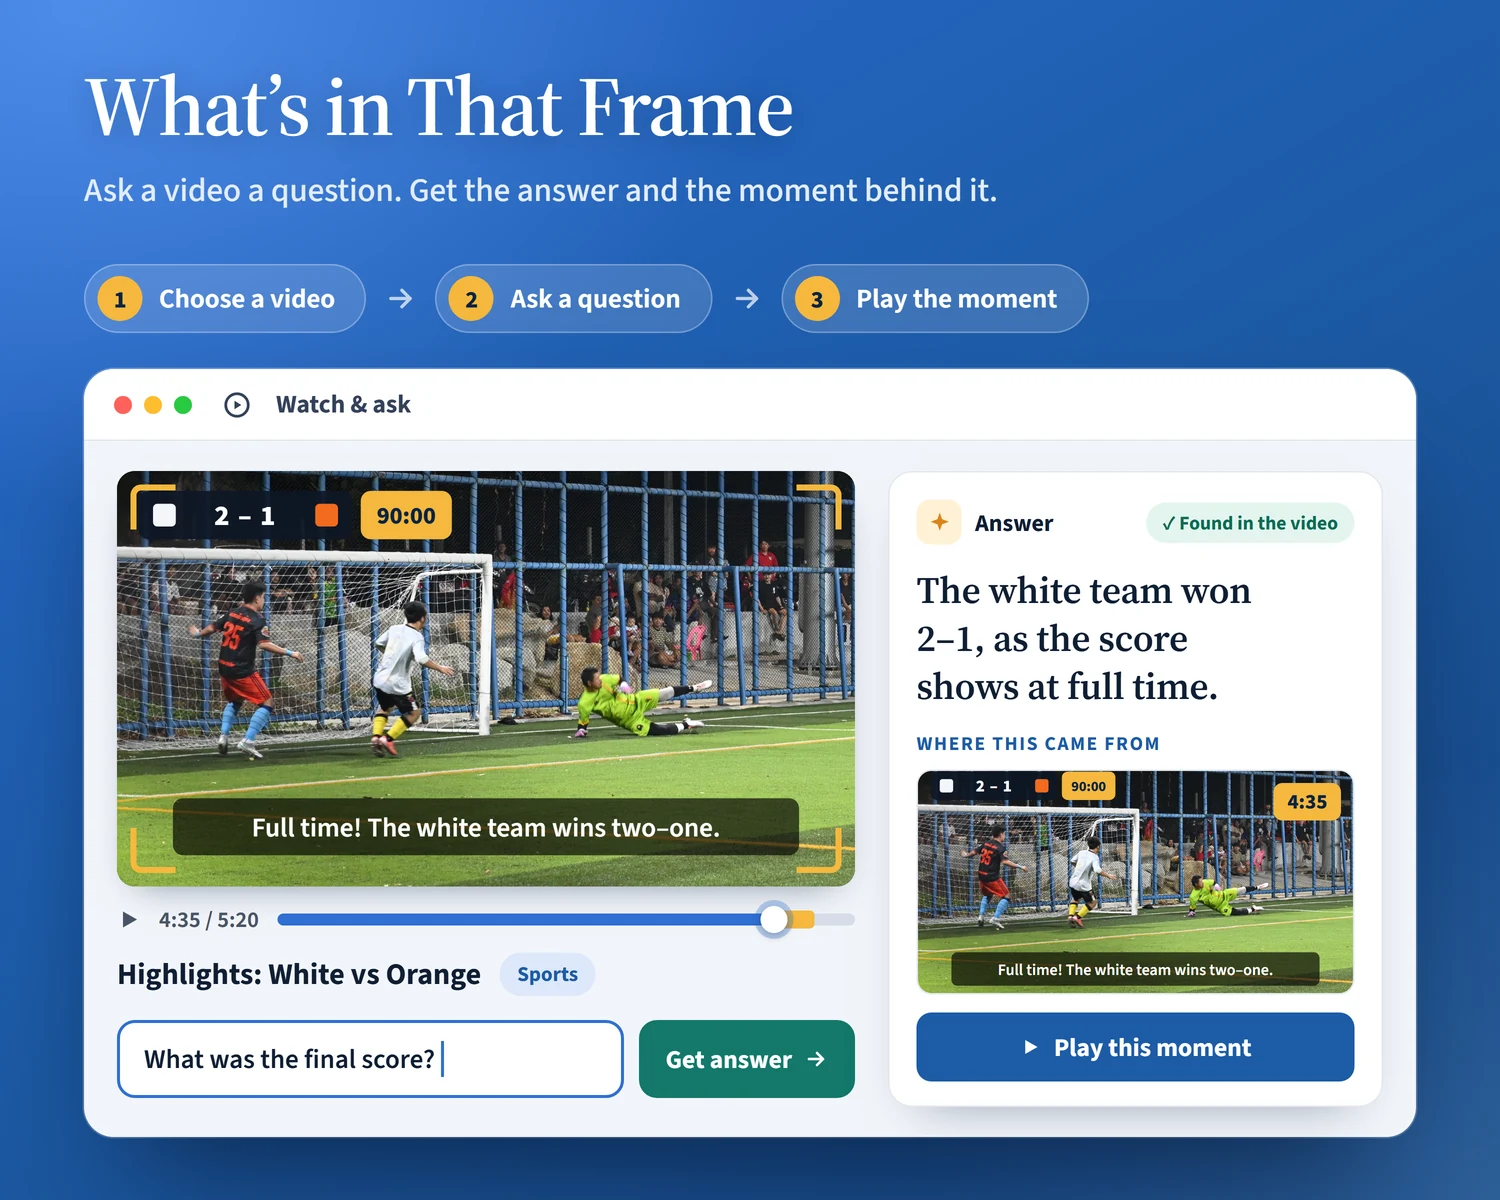 What's in That Frame
Ask a video a question. Get the answer and the moment behind it.
1 Choose a video → 2 Ask a question → 3 Play the moment
Watch & ask
2 – 1 90:00
35
Full time! The white team wins two–one.
4:35 / 5:20
Highlights: White vs Orange Sports
What was the final score?
Get answer →
Answer
✓ Found in the video
The white team won
2–1, as the score
shows at full time.
WHERE THIS CAME FROM
2 – 1 90:00
4:35
35
Full time! The white team wins two–one.
Play this moment